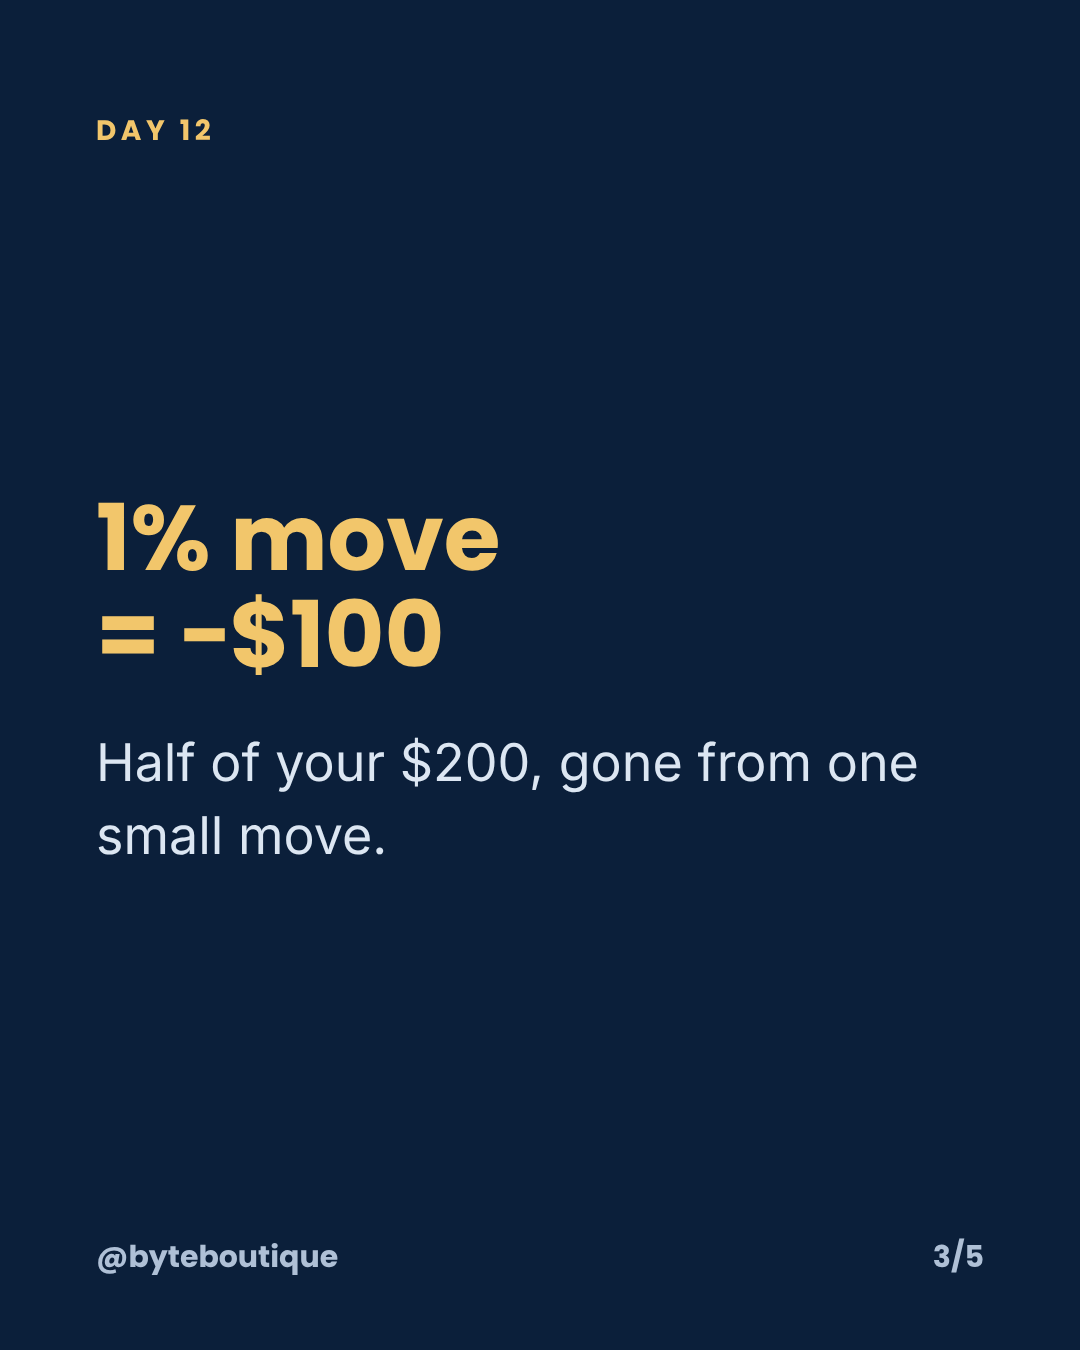 DAY 12
1% move
= -$100
Half of your $200, gone from one
small move.
@byteboutique
3/5